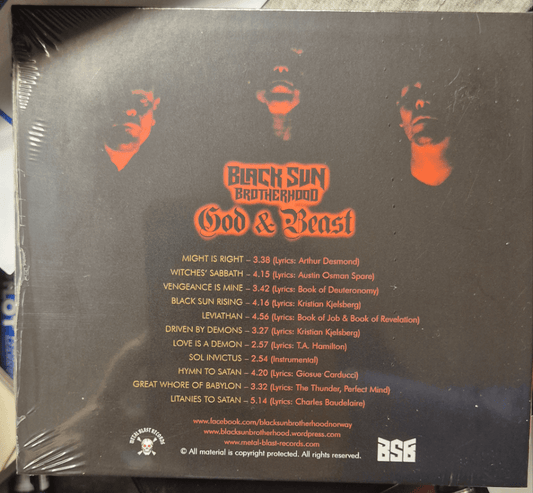 BLACK SUN
BROTHERHOOD
God & Beast
MIGHT IS RIGHT – 3.38 (Lyrics: Arthur Desmond)
WITCHES' SABBATH – 4.15 (Lyrics: Austin Osman Spare)
VENGEANCE IS MINE – 3.42 (Lyrics: Book of Deuteronomy)
BLACK SUN RISING – 4.16 (Lyrics: Kristian Kjelsberg)
LEVIATHAN – 4.56 (Lyrics: Book of Job & Book of Revelation)
DRIVEN BY DEMONS – 3.27 (Lyrics: Kristian Kjelsberg)
LOVE IS A DEMON – 2.57 (Lyrics: T.A. Hamilton)
SOL INVICTUS – 2.54 (Instrumental)
HYMN TO SATAN – 4.20 (Lyrics: Giosue Carducci)
GREAT WHORE OF BABYLON – 3.32 (Lyrics: The Thunder, Perfect Mind)
LITANIES TO SATAN – 5.14 (Lyrics: Charles Baudelaire)
www.facebook.com/blacksunbrotherhoodnorway
www.blacksunbrotherhood.wordpress.com
www.metal-blast-records.com
© All material is copyright protected. All rights reserved.
METAL BLAST RECORDS
BSB